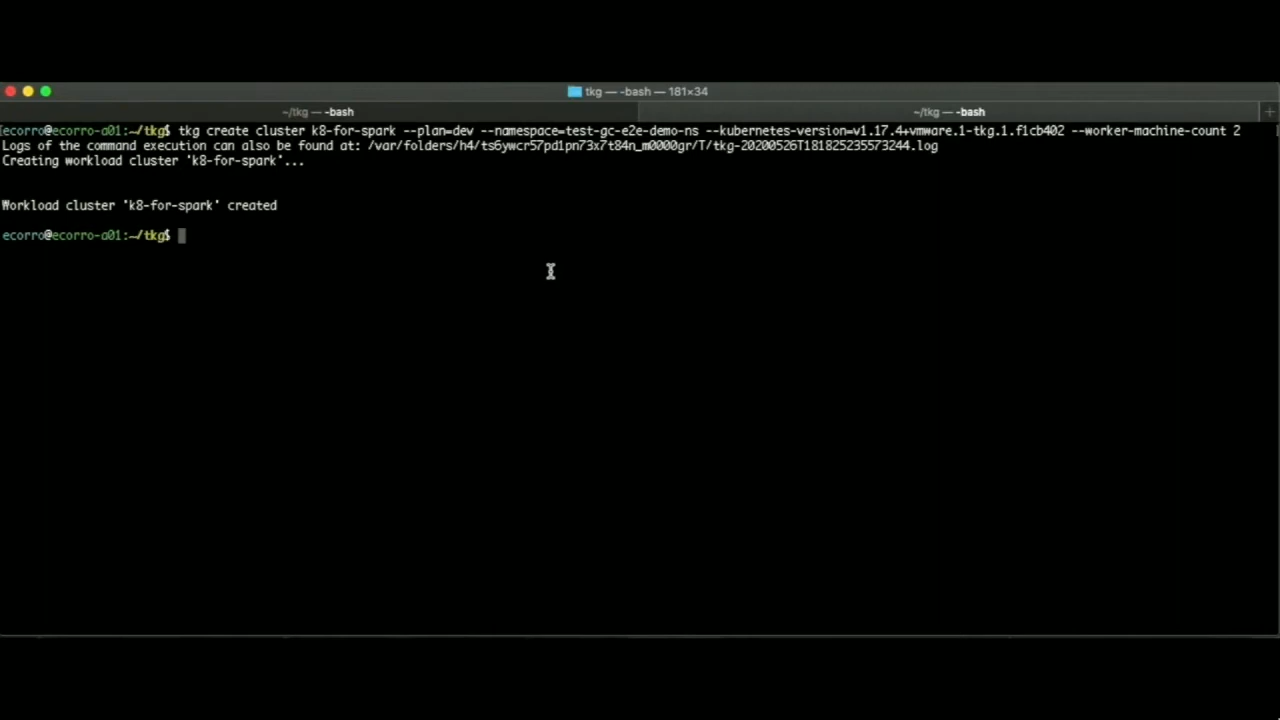 tkg — -bash — 181×34
~/tkg — -bash
~/tkg — -bash
[ecorro@ecorro-a01:~/tkg$ tkg create cluster k8-for-spark --plan=dev --namespace=test-gc-e2e-demo-ns --kubernetes-version=v1.17.4+vmware.1-tkg.1.f1cb402 --worker-machine-count 2
Logs of the command execution can also be found at: /var/folders/h4/ts6ywcr57pd1pn73x7t84n_m0000gr/T/tkg-20200526T181825235573244.log
Creating workload cluster 'k8-for-spark'...
Workload cluster 'k8-for-spark' created
ecorro@ecorro-a01:~/tkg$